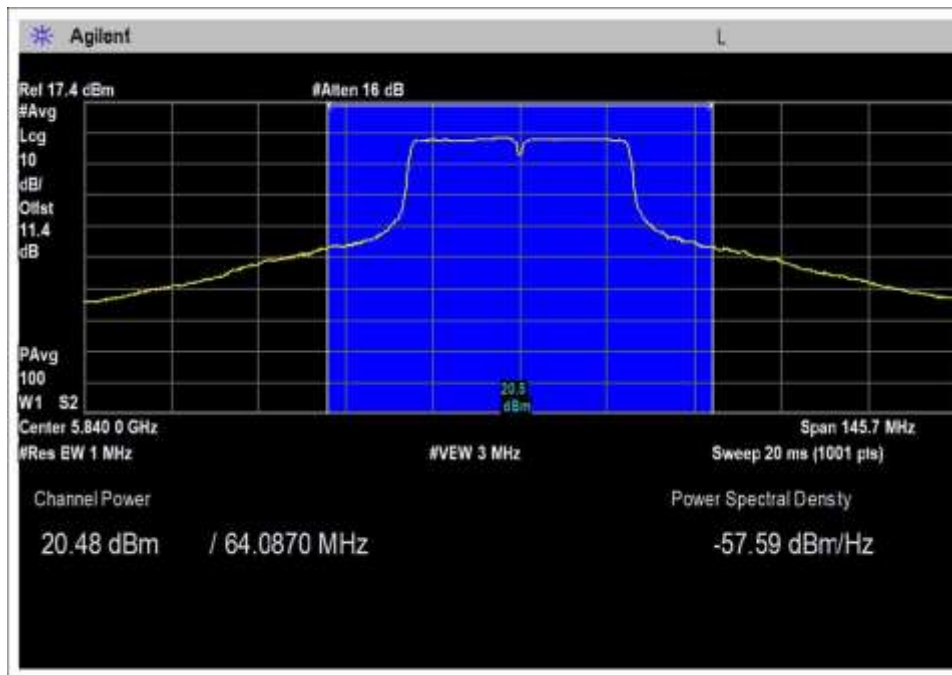 Agilent
L
Ref 17.4 dBm #Atten 16 dB
#Avg
Log
10
dB/
Offst
11.4
dB
20.5
dBm
PAvg
100
W1 S2
Center 5.840 0 GHz Span 145.7 MHz
#Res BW 1 MHz #VBW 3 MHz Sweep 20 ms (1001 pts)
Channel Power Power Spectral Density
20.48 dBm / 64.0870 MHz -57.59 dBm/Hz